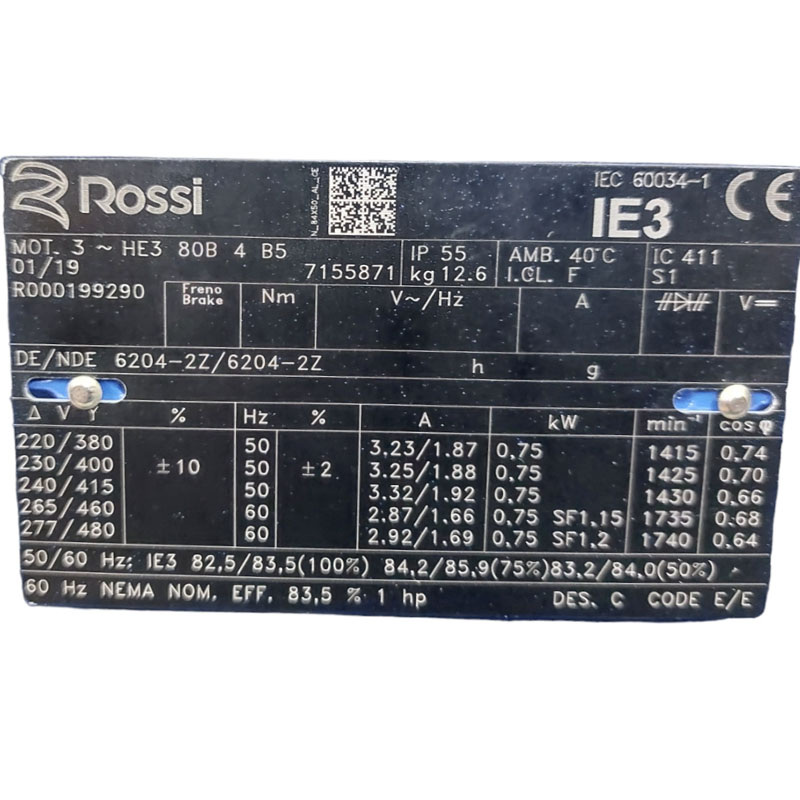 Rossi
N_84X50_AL_CE
IEC 60034-1
IE3
CE
MOT. 3 ~ HE3 80B 4 B5
01/19 7155871
IP 55
kg 12.6
AMB. 40°C
I.CL. F
IC 411
S1
R000199290
Freno
Brake
Nm
V~/Hz
A
V=
DE/NDE 6204-2Z/6204-2Z h g
Δ V Y % Hz % A kW min⁻¹ cos φ
220/380 50 3.23/1.87 0.75 1415 0.74
230/400 ±10 50 ±2 3.25/1.88 0.75 1425 0.70
240/415 50 3.32/1.92 0.75 1430 0.66
265/460 60 2.87/1.66 0.75 SF1.15 1735 0.68
277/480 60 2.92/1.69 0.75 SF1.2 1740 0.64
50/60 Hz: IE3 82,5/83,5(100%) 84,2/85,9(75%)83,2/84,0(50%)
60 Hz NEMA NOM. EFF. 83,5 % 1 hp DES. C CODE E/E